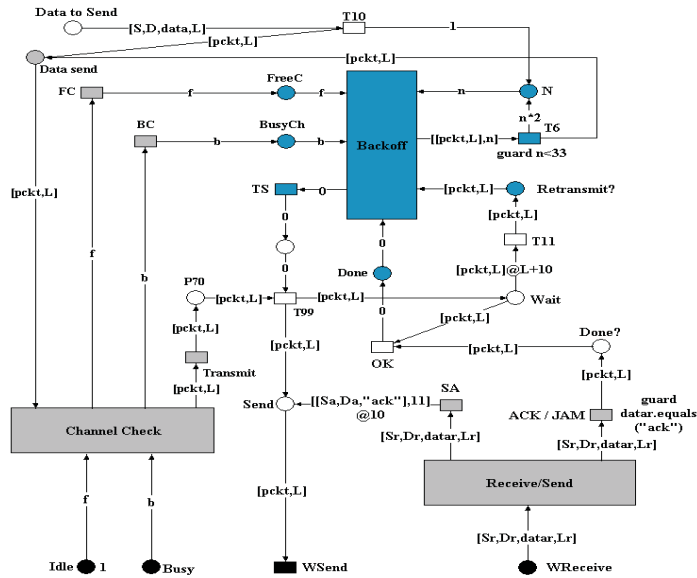 Data to Send
[S,D,data,L]
T10
1
[pckt,L]
[pckt,L]
Data send
FC
f
FreeC
f
n
N
BC
b
BusyCh
b
Backoff
[[pckt,L],n]
n*2
T6
guard n<33
TS
0
[pckt,L]
Retransmit?
[pckt,L]
[pckt,L]
0
0
T11
f
b
0
Done
[pckt,L]@L+10
P70
[pckt,L]
T99
[pckt,L]
Wait
[pckt,L]
0
[pckt,L]
Done?
[pckt,L]
OK
[pckt,L]
Transmit
[pckt,L]
[pckt,L]
SA
guard
datar.equals
("ack")
Send
[[Sa,Da,"ack"],11]
@10
ACK / JAM
Channel Check
[Sr,Dr,datar,Lr]
[Sr,Dr,datar,Lr]
Receive/Send
[pckt,L]
f
b
[Sr,Dr,datar,Lr]
Idle
1
Busy
WSend
WReceive